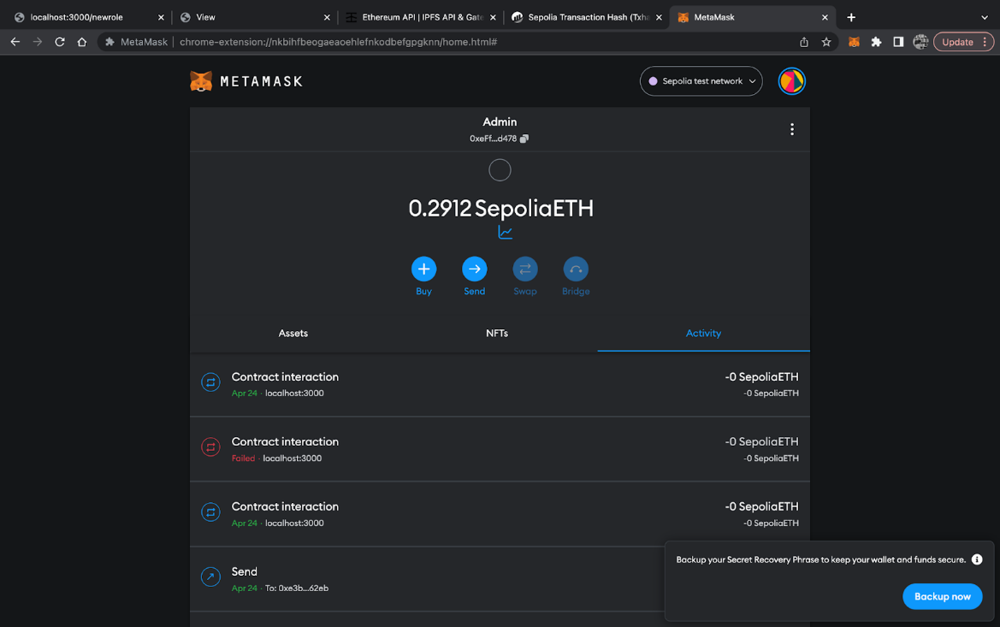 localhost:3000/newrole
View
Ethereum API | IPFS API & Gate
Sepolia Transaction Hash (Txha
MetaMask
MetaMask | chrome-extension://nkbihfbeogaeaoehlefnkodbefgpgknn/home.html#
Update
METAMASK
Sepolia test network
Admin
0xeFf...d478
0.2912 SepoliaETH
Buy
Send
Swap
Bridge
Assets
NFTs
Activity
Contract interaction
-0 SepoliaETH
Apr 24 · localhost:3000
-0 SepoliaETH
Contract interaction
-0 SepoliaETH
Failed · localhost:3000
-0 SepoliaETH
Contract interaction
-0 SepoliaETH
Apr 24 · localhost:3000
-0 SepoliaETH
Send
Apr 24 · To: 0xe3b...62eb
Backup your Secret Recovery Phrase to keep your wallet and funds secure.
Backup now